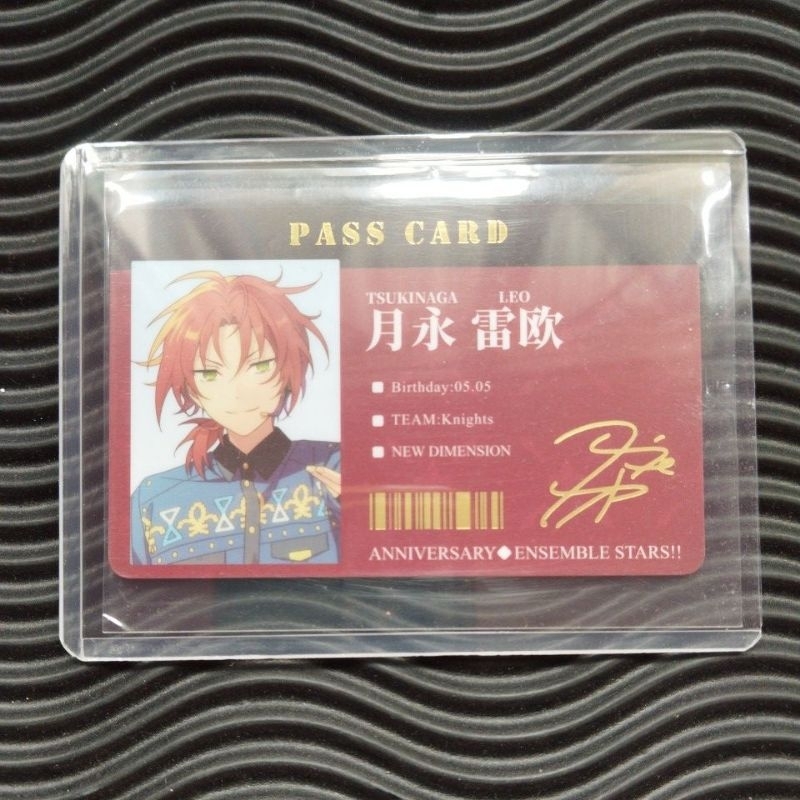 PASS CARD
TSUKINAGA LEO
月永 雷欧
Birthday:05.05
TEAM:Knights
NEW DIMENSION
ANNIVERSARY◆ENSEMBLE STARS!!